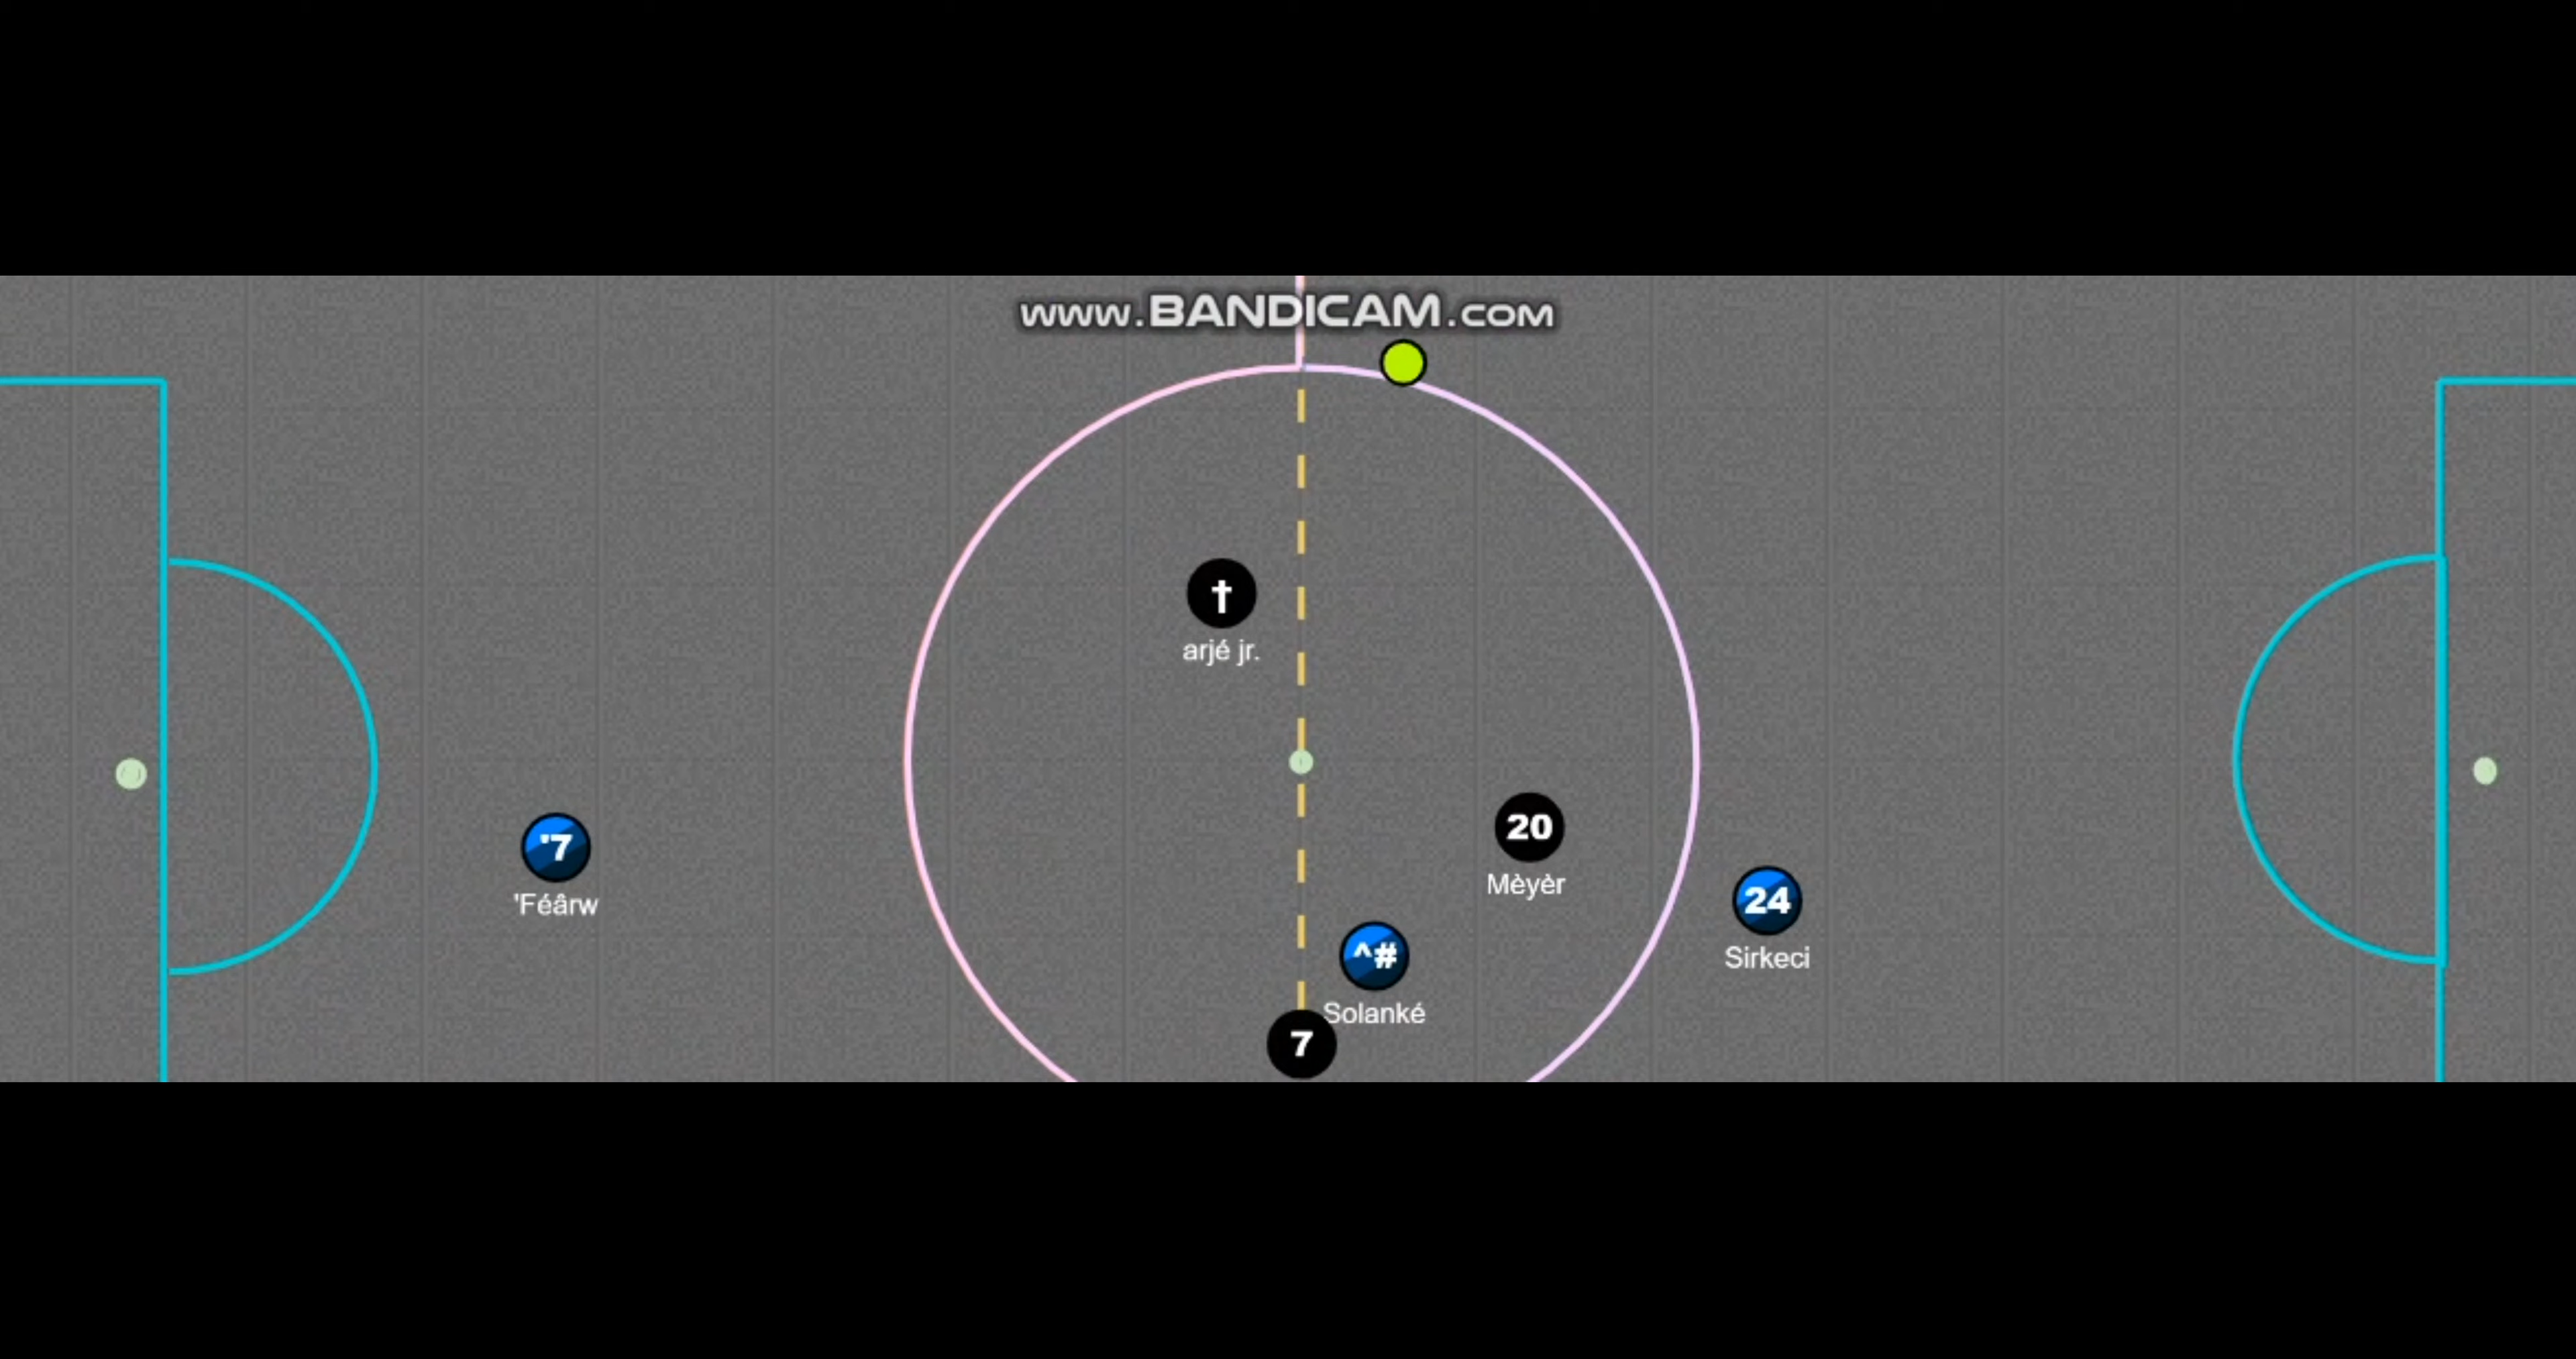 www.BANDICAM.com
†
arjé jr.
'7
'Féârw
20
Mèyèr
24
Sirkeci
^#
Solanké
7